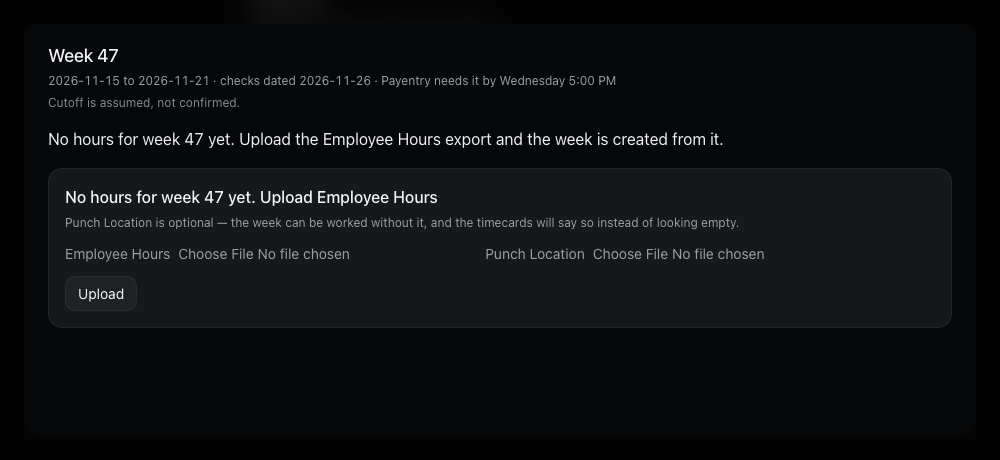 Week 47
2026-11-15 to 2026-11-21 · checks dated 2026-11-26 · Payentry needs it by Wednesday 5:00 PM
Cutoff is assumed, not confirmed.
No hours for week 47 yet. Upload the Employee Hours export and the week is created from it.
No hours for week 47 yet. Upload Employee Hours
Punch Location is optional — the week can be worked without it, and the timecards will say so instead of looking empty.
Employee Hours Choose File No file chosen Punch Location Choose File No file chosen
Upload